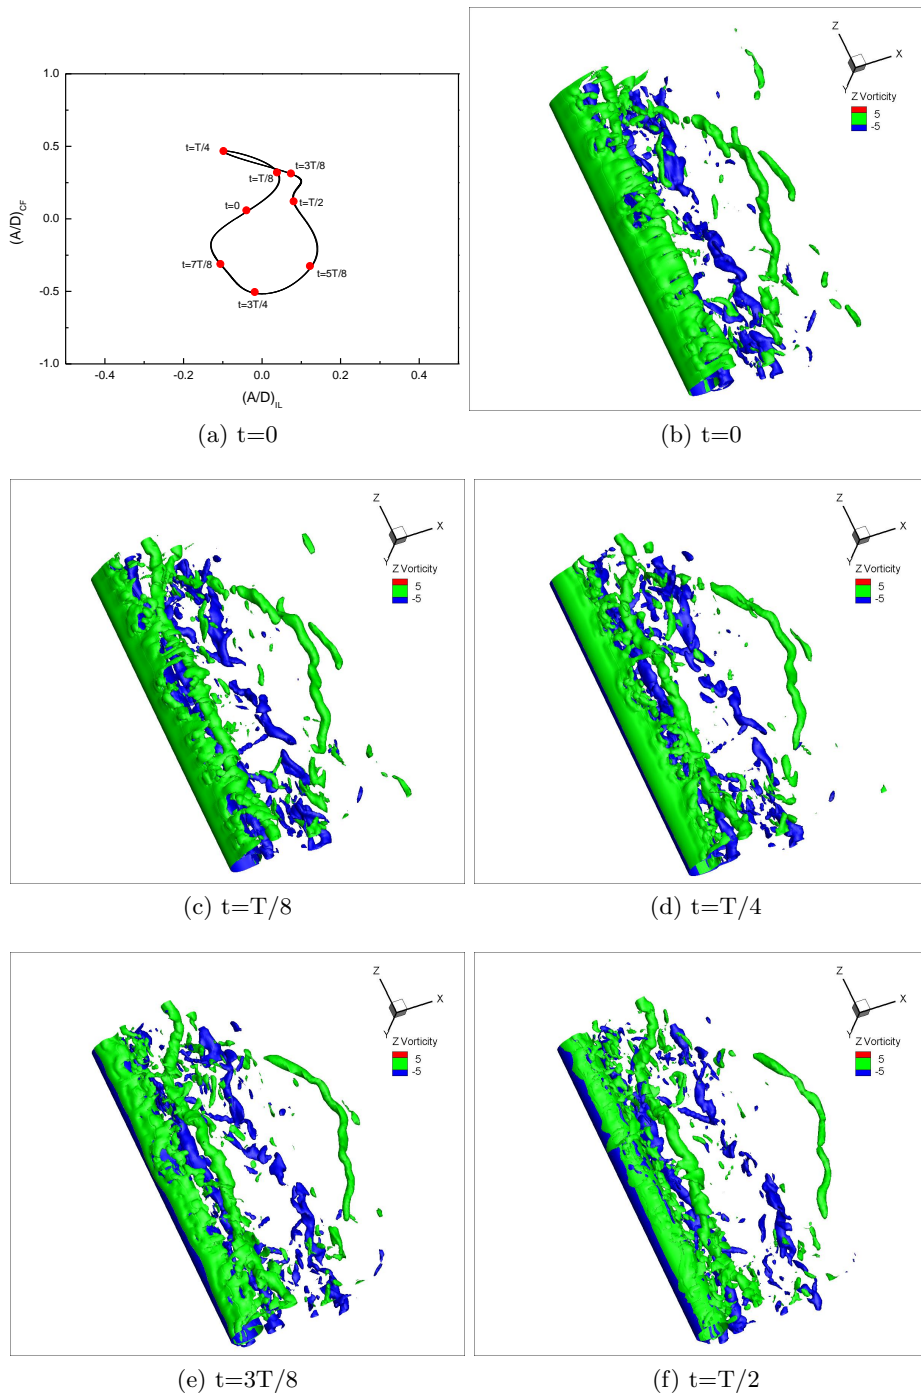 1.0
0.5
0.0
-0.5
-1.0
(A/D)CF
t=T/4
t=3T/8
t=T/8
t=T/2
t=0
t=7T/8
t=5T/8
t=3T/4
-0.4 -0.2 0.0 0.2 0.4
(A/D)IL
(a) t=0
Z
X
Y
Z Vorticity
5
-5
(b) t=0
Z
X
Y
Z Vorticity
5
-5
(c) t=T/8
Z
X
Y
Z Vorticity
5
-5
(d) t=T/4
Z
X
Y
Z Vorticity
5
-5
(e) t=3T/8
Z
X
Y
Z Vorticity
5
-5
(f) t=T/2